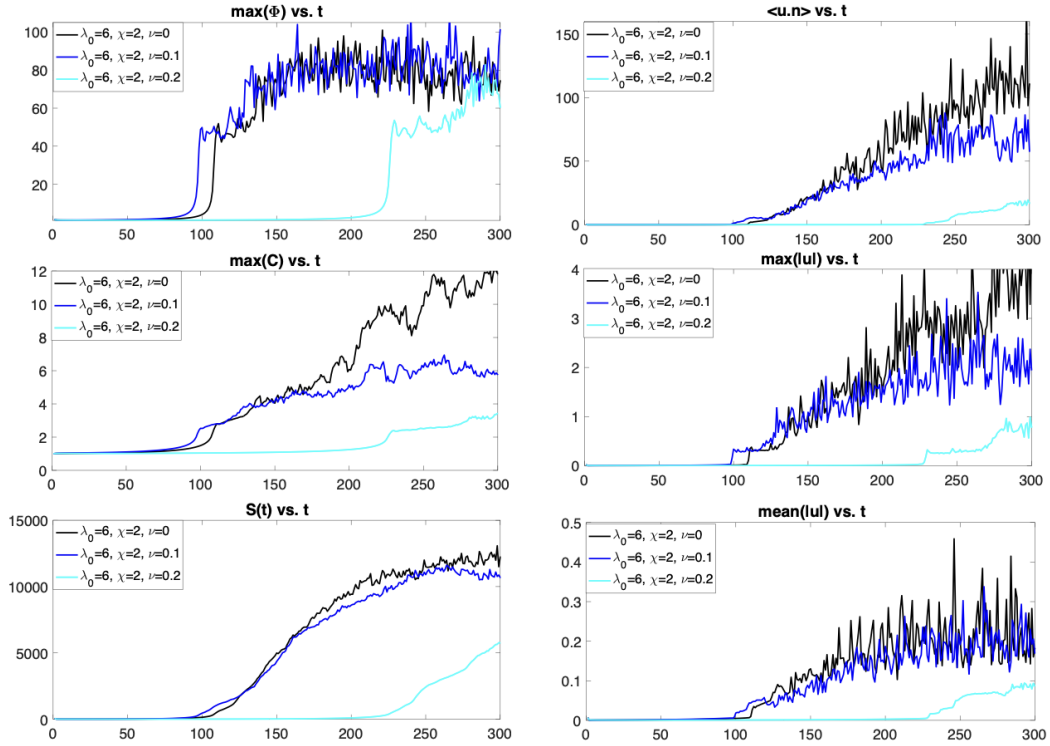 max(Φ) vs. t
λ0=6, χ=2, ν=0
λ0=6, χ=2, ν=0.1
λ0=6, χ=2, ν=0.2
100
80
60
40
20
0 50 100 150 200 250 300
<u.n> vs. t
λ0=6, χ=2, ν=0
λ0=6, χ=2, ν=0.1
λ0=6, χ=2, ν=0.2
150
100
50
0
0 50 100 150 200 250 300
max(C) vs. t
λ0=6, χ=2, ν=0
λ0=6, χ=2, ν=0.1
λ0=6, χ=2, ν=0.2
12
10
8
6
4
2
0
0 50 100 150 200 250 300
max(lul) vs. t
λ0=6, χ=2, ν=0
λ0=6, χ=2, ν=0.1
λ0=6, χ=2, ν=0.2
4
3
2
1
0
0 50 100 150 200 250 300
S(t) vs. t
λ0=6, χ=2, ν=0
λ0=6, χ=2, ν=0.1
λ0=6, χ=2, ν=0.2
15000
10000
5000
0
0 50 100 150 200 250 300
mean(lul) vs. t
λ0=6, χ=2, ν=0
λ0=6, χ=2, ν=0.1
λ0=6, χ=2, ν=0.2
0.5
0.4
0.3
0.2
0.1
0
0 50 100 150 200 250 300